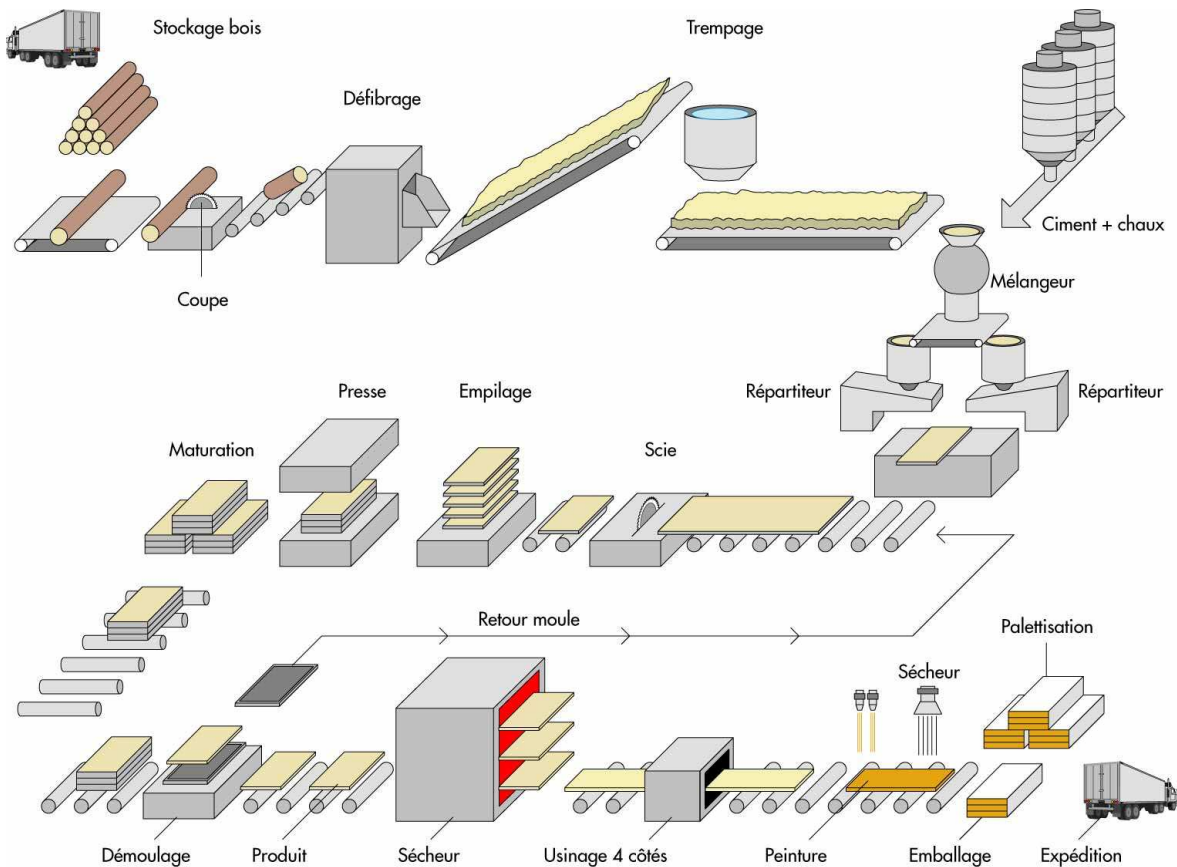 Stockage bois
Trempage
Défibrage
Ciment + chaux
Coupe
Mélangeur
Presse
Empilage
Répartiteur
Répartiteur
Maturation
Scie
Retour moule
Palettisation
Sécheur
Démoulage
Produit
Sécheur
Usinage 4 côtés
Peinture
Emballage
Expédition